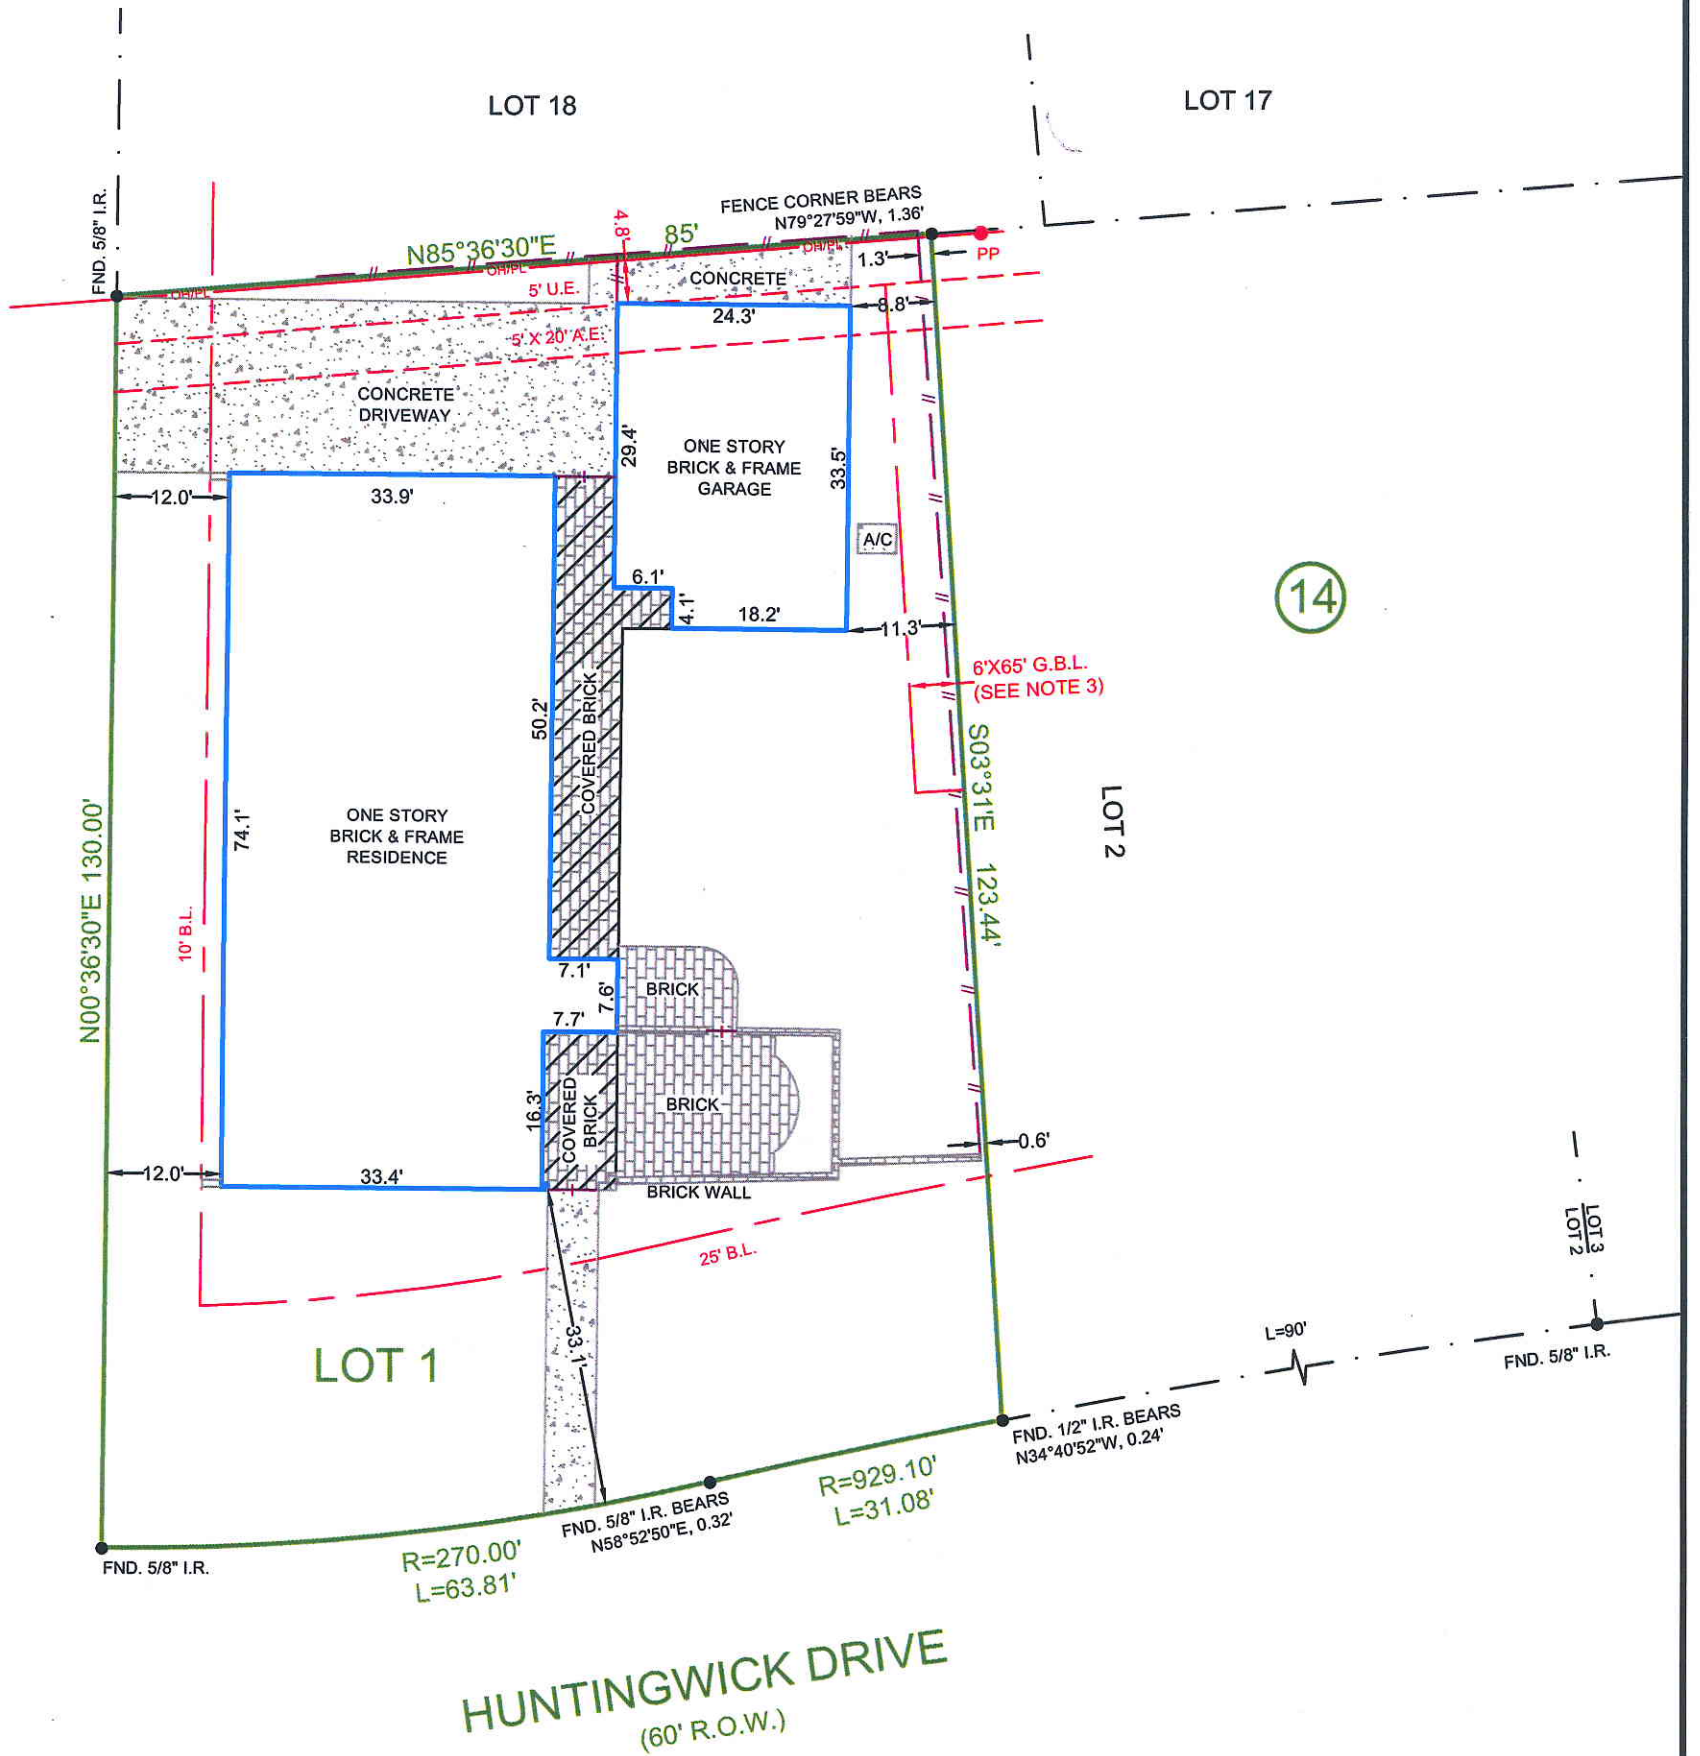 LOT 18
LOT 17
FND. 5/8" I.R.
FENCE CORNER BEARS
N79°27'59"W, 1.36'
4.8'
N85°36'30"E
85'
OH/PL
OH/PL
OH/PL
PP
1.3'
CONCRETE
5' U.E.
8.8'
24.3'
5' X 20' A.E.
CONCRETE
DRIVEWAY
29.4'
ONE STORY
BRICK & FRAME
GARAGE
33.5'
12.0'
33.9'
A/C
6.1'
4.1'
18.2'
11.3'
14
6'X65' G.B.L.
(SEE NOTE 3)
50.2'
COVERED BRICK
S03°31'E 123.44'
LOT 2
74.1'
ONE STORY
BRICK & FRAME
RESIDENCE
N00°36'30"E 130.00'
10' B.L.
7.1'
7.6'
BRICK
7.7'
16.3'
COVERED
BRICK
BRICK
0.6'
12.0'
33.4'
BRICK WALL
25' B.L.
LOT 3
LOT 2
33.1'
LOT 1
L=90'
FND. 5/8" I.R.
FND. 1/2" I.R. BEARS
N34°40'52"W, 0.24'
R=929.10'
L=31.08'
FND. 5/8" I.R. BEARS
N58°52'50"E, 0.32'
FND. 5/8" I.R.
R=270.00'
L=63.81'
HUNTINGWICK DRIVE
(60' R.O.W.)